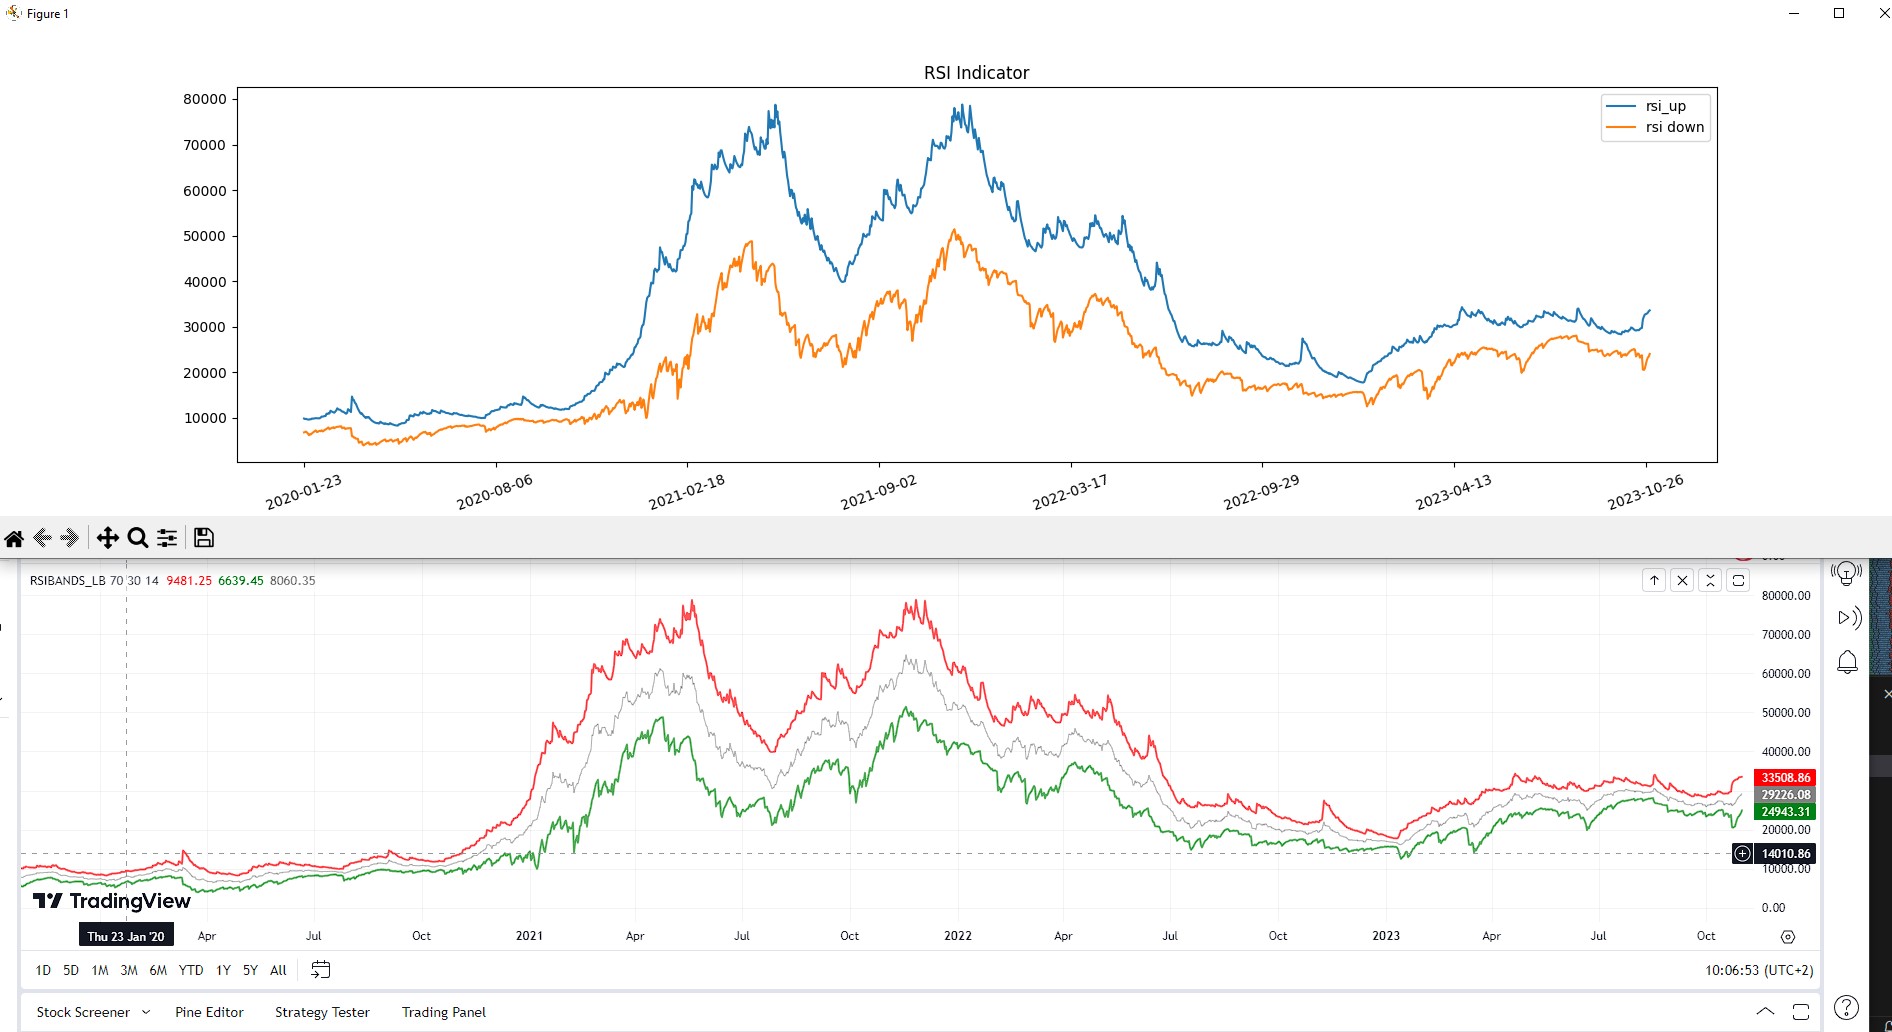 Figure 1
RSI Indicator
80000
70000
60000
50000
40000
30000
20000
10000
rsi_up
rsi down
2020-01-23
2020-08-06
2021-02-18
2021-09-02
2022-03-17
2022-09-29
2023-04-13
2023-10-26
RSIBANDS_LB 70 30 14 9481.25 6639.45 8060.35
80000.00
70000.00
60000.00
50000.00
40000.00
33508.86
29226.08
24943.31
20000.00
14010.86
10000.00
0.00
TradingView
Thu 23 Jan '20 Apr Jul Oct 2021 Apr Jul Oct 2022 Apr Jul Oct 2023 Apr Jul Oct
1D 5D 1M 3M 6M YTD 1Y 5Y All
10:06:53 (UTC+2)
Stock Screener Pine Editor Strategy Tester Trading Panel